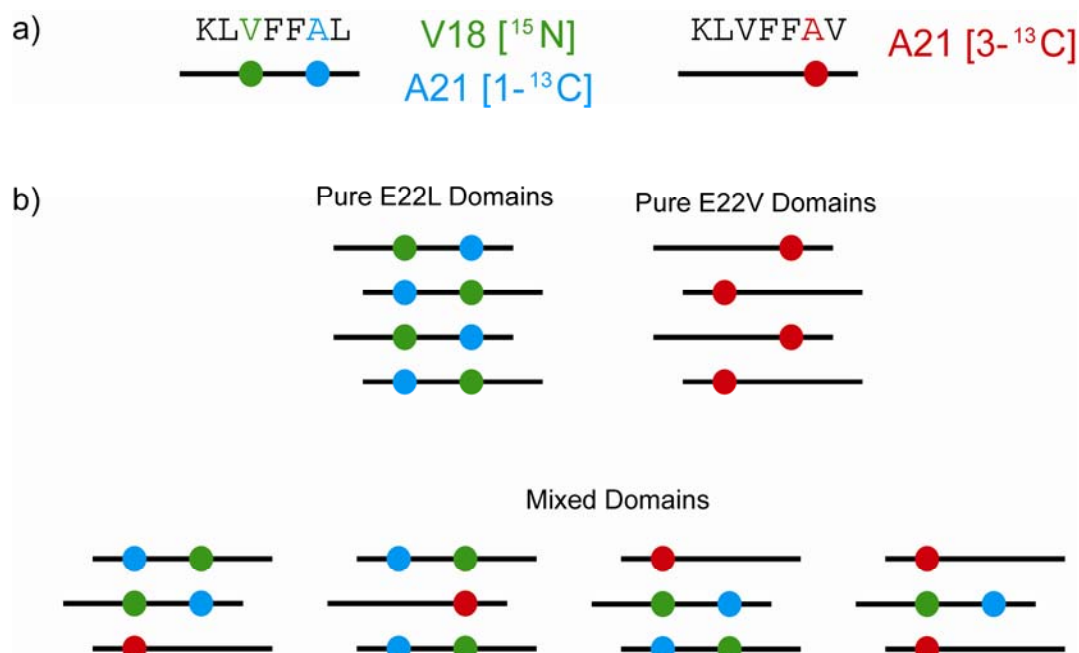 a) KLVFFAL V18 [¹⁵N] KLVFFAV A21 [3-¹³C]
A21 [1-¹³C]
b) Pure E22L Domains Pure E22V Domains
Mixed Domains